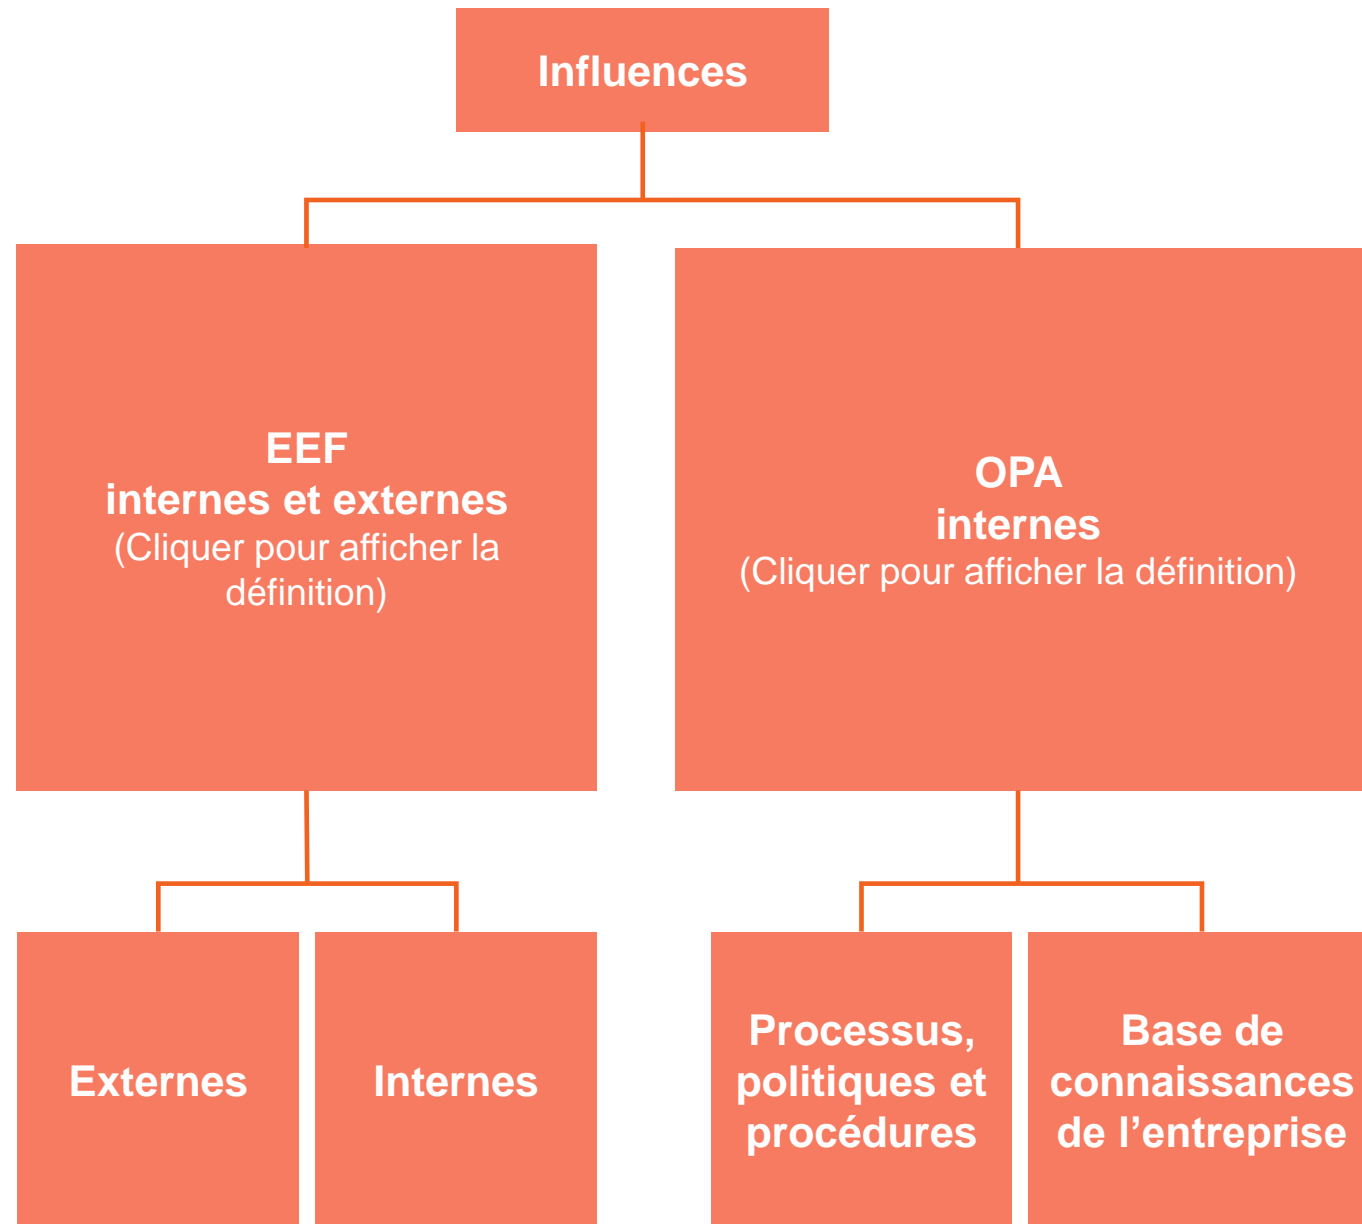 Influences
EEF
internes et externes
(Cliquer pour afficher la
définition)
OPA
internes
(Cliquer pour afficher la définition)
Externes
Internes
Processus,
politiques et
procédures
Base de
connaissances
de l’entreprise